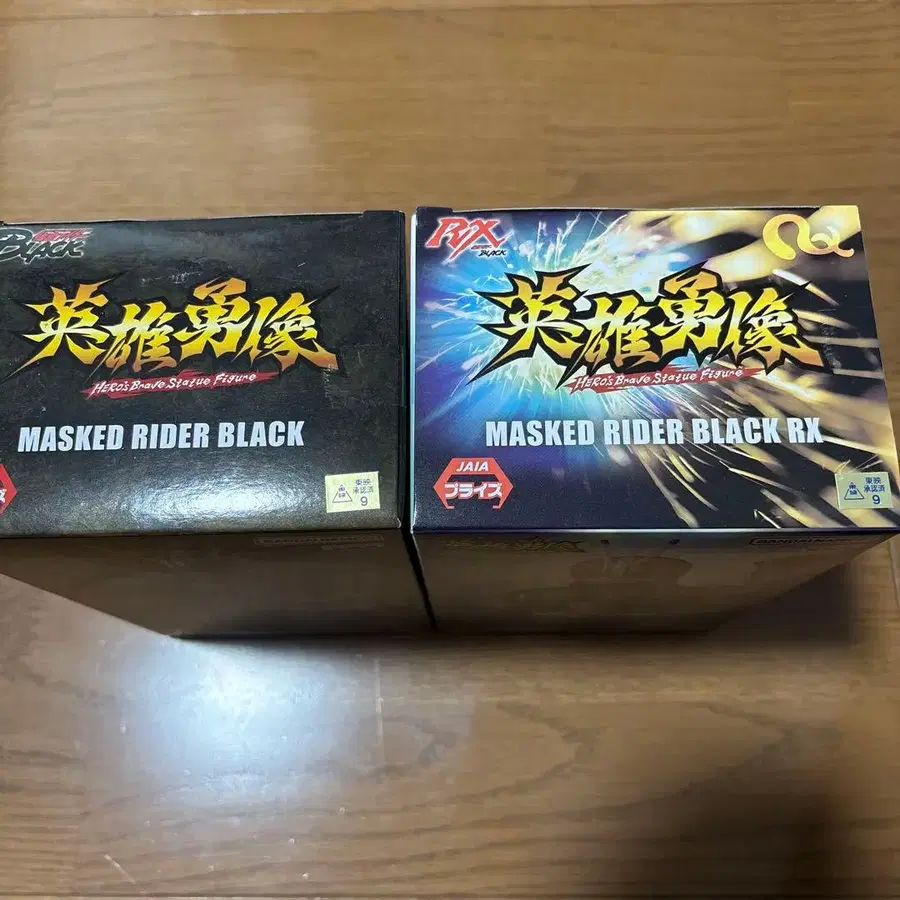 BLACK
英雄勇像
HERO'S Brave Statue Figure
MASKED RIDER BLACK
東映
承認済
9
RX
BLACK
英雄勇像
HERO'S Brave Statue Figure
MASKED RIDER BLACK RX
JAIA
プライズ
東映
承認済
9